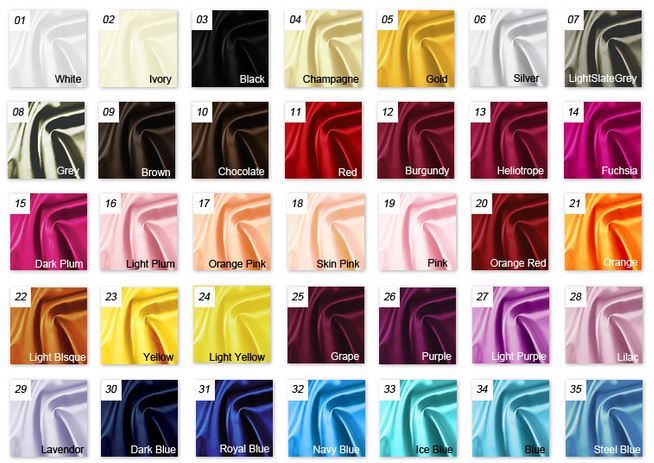 01
White
02
Ivory
03
Black
04
Champagne
05
Gold
06
Silver
07
LightSlateGrey
08
Grey
09
Brown
10
Chocolate
11
Red
12
Burgundy
13
Heliotrope
14
Fuchsia
15
Dark Plum
16
Light Plum
17
Orange Pink
18
Skin Pink
19
Pink
20
Orange Red
21
Orange
22
Light BIsque
23
Yellow
24
Light Yellow
25
Grape
26
Purple
27
Light Purple
28
Lilac
29
Lavendor
30
Dark Blue
31
Royal Blue
32
Navy Blue
33
Ice Blue
34
Blue
35
Steel Blue